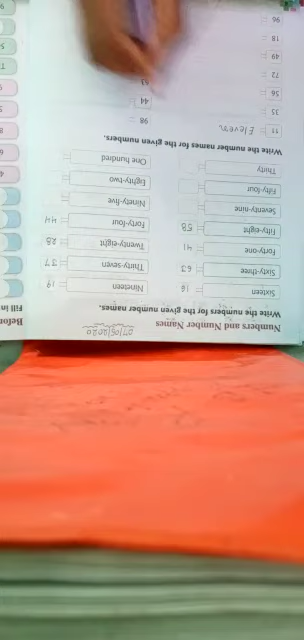 07/05/2020
Numbers and Number Names
Write the numbers for the given number names.
Sixteen = 16 Nineteen = 19
Sixty-three = 63 Thirty-seven = 37
Forty-one = 41 Twenty-eight = 28
Fifty-eight = 58 Forty-four = 44
Seventy-nine = Ninety-five =
Fifty-four = Eighty-two =
Thirty = One hundred =
Write the number names for the given numbers.
11 = Eleven 98 =
35 = 44
56 =
72 =
49 =
18 =
96 =
Before
Fill in